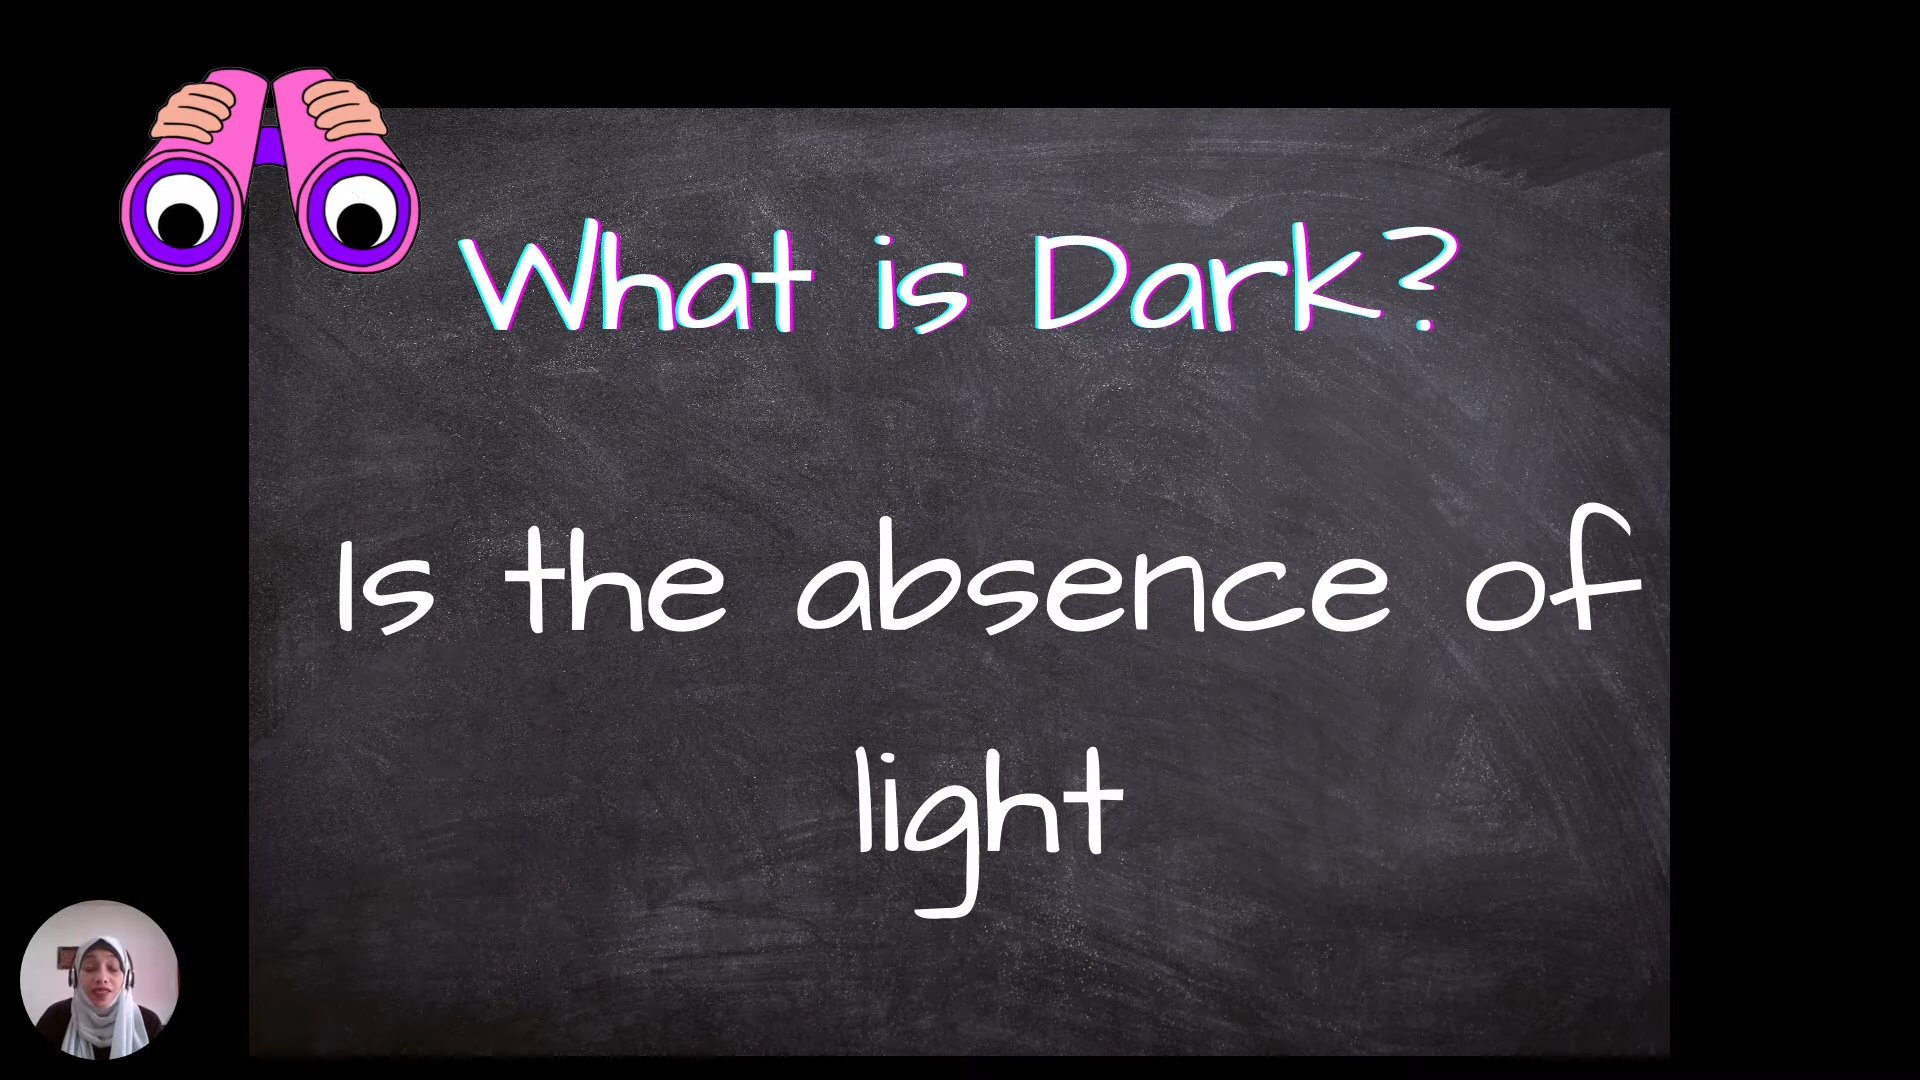 What is Dark?
Is the absence of
light